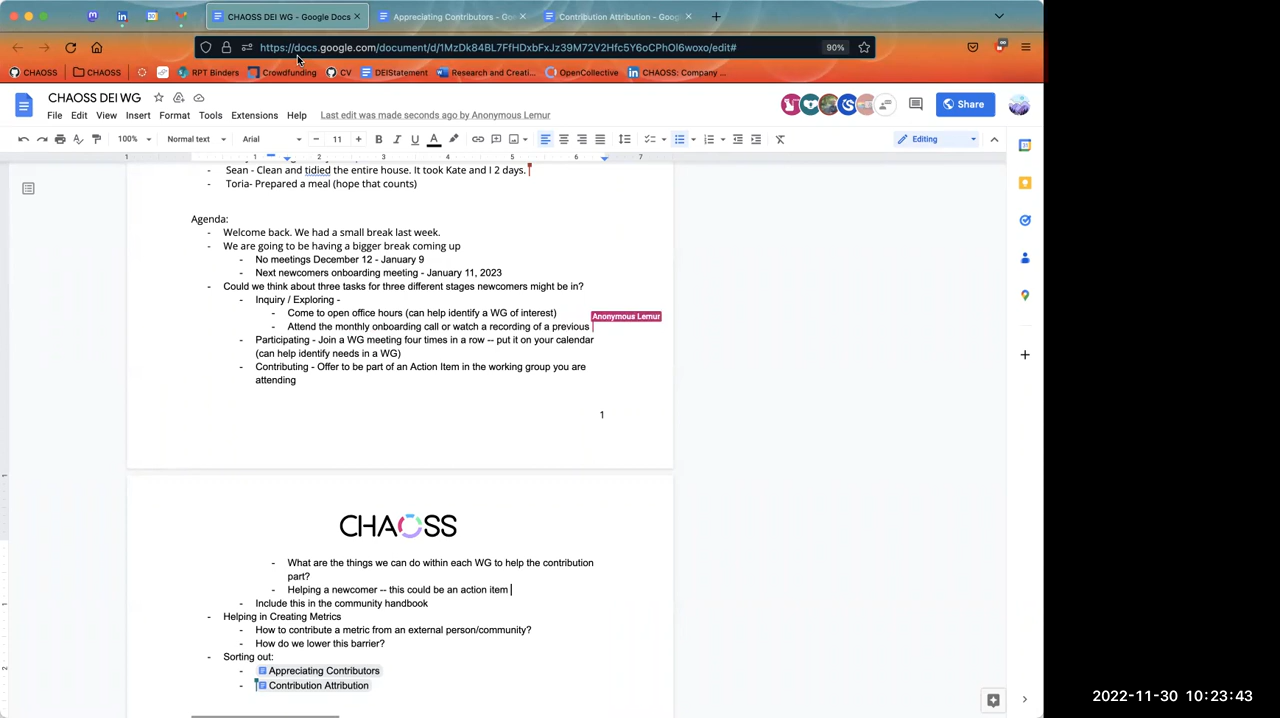 CHAOSS DEI WG - Google Docs
Appreciating Contributors - Goo
Contribution Attribution - Googl
https://docs.google.com/document/d/1MzDk84BL7FfHDxbFxJz39M72V2Hfc5Y6oCPhOl6woxo/edit#
90%
CHAOSS
CHAOSS
RPT Binders
Crowdfunding
CV
DEIStatement
Research and Creati...
OpenCollective
CHAOSS: Company ...
CHAOSS DEI WG
File Edit View Insert Format Tools Extensions Help
Last edit was made seconds ago by Anonymous Lemur
Share
100% Normal text Arial 11 Editing
1 1 2 3 4 5 6 7
- Sean - Clean and tidied the entire house. It took Kate and I 2 days.
- Toria- Prepared a meal (hope that counts)
Agenda:
- Welcome back. We had a small break last week.
- We are going to be having a bigger break coming up
- No meetings December 12 - January 9
- Next newcomers onboarding meeting - January 11, 2023
- Could we think about three tasks for three different stages newcomers might be in?
- Inquiry / Exploring -
- Come to open office hours (can help identify a WG of interest)
Anonymous Lemur
- Attend the monthly onboarding call or watch a recording of a previous
- Participating - Join a WG meeting four times in a row -- put it on your calendar
(can help identify needs in a WG)
- Contributing - Offer to be part of an Action Item in the working group you are
attending
1
CHAOSS
- What are the things we can do within each WG to help the contribution
part?
- Helping a newcomer -- this could be an action item
- Include this in the community handbook
- Helping in Creating Metrics
- How to contribute a metric from an external person/community?
- How do we lower this barrier?
- Sorting out:
- Appreciating Contributors
- Contribution Attribution
2022-11-30 10:23:43